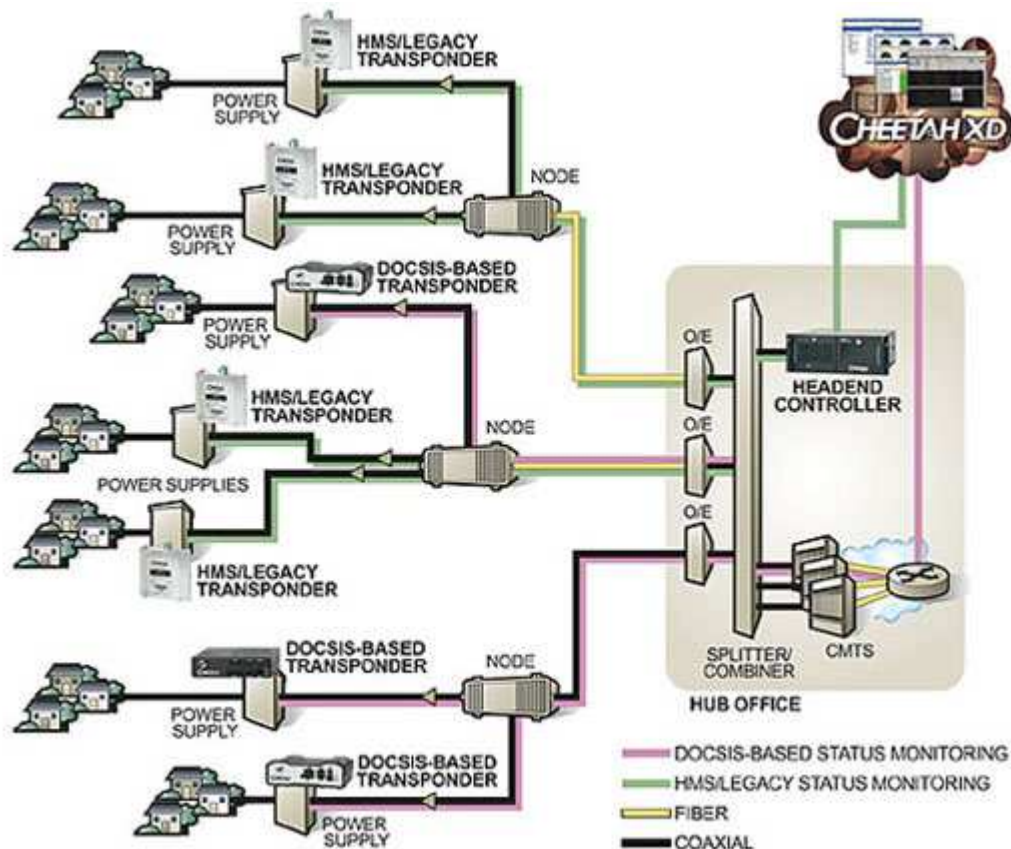 HMS/LEGACY
TRANSPONDER
POWER
SUPPLY
CHEETAH XD
HMS/LEGACY
TRANSPONDER
NODE
POWER
SUPPLY
DOCSIS-BASED
TRANSPONDER
POWER
SUPPLY
O/E
HEADEND
CONTROLLER
HMS/LEGACY
TRANSPONDER
NODE
O/E
POWER SUPPLIES
O/E
HMS/LEGACY
TRANSPONDER
DOCSIS-BASED
TRANSPONDER
NODE
SPLITTER/
COMBINER
CMTS
POWER
SUPPLY
HUB OFFICE
DOCSIS-BASED
TRANSPONDER
POWER
SUPPLY
DOCSIS-BASED STATUS MONITORING
HMS/LEGACY STATUS MONITORING
FIBER
COAXIAL